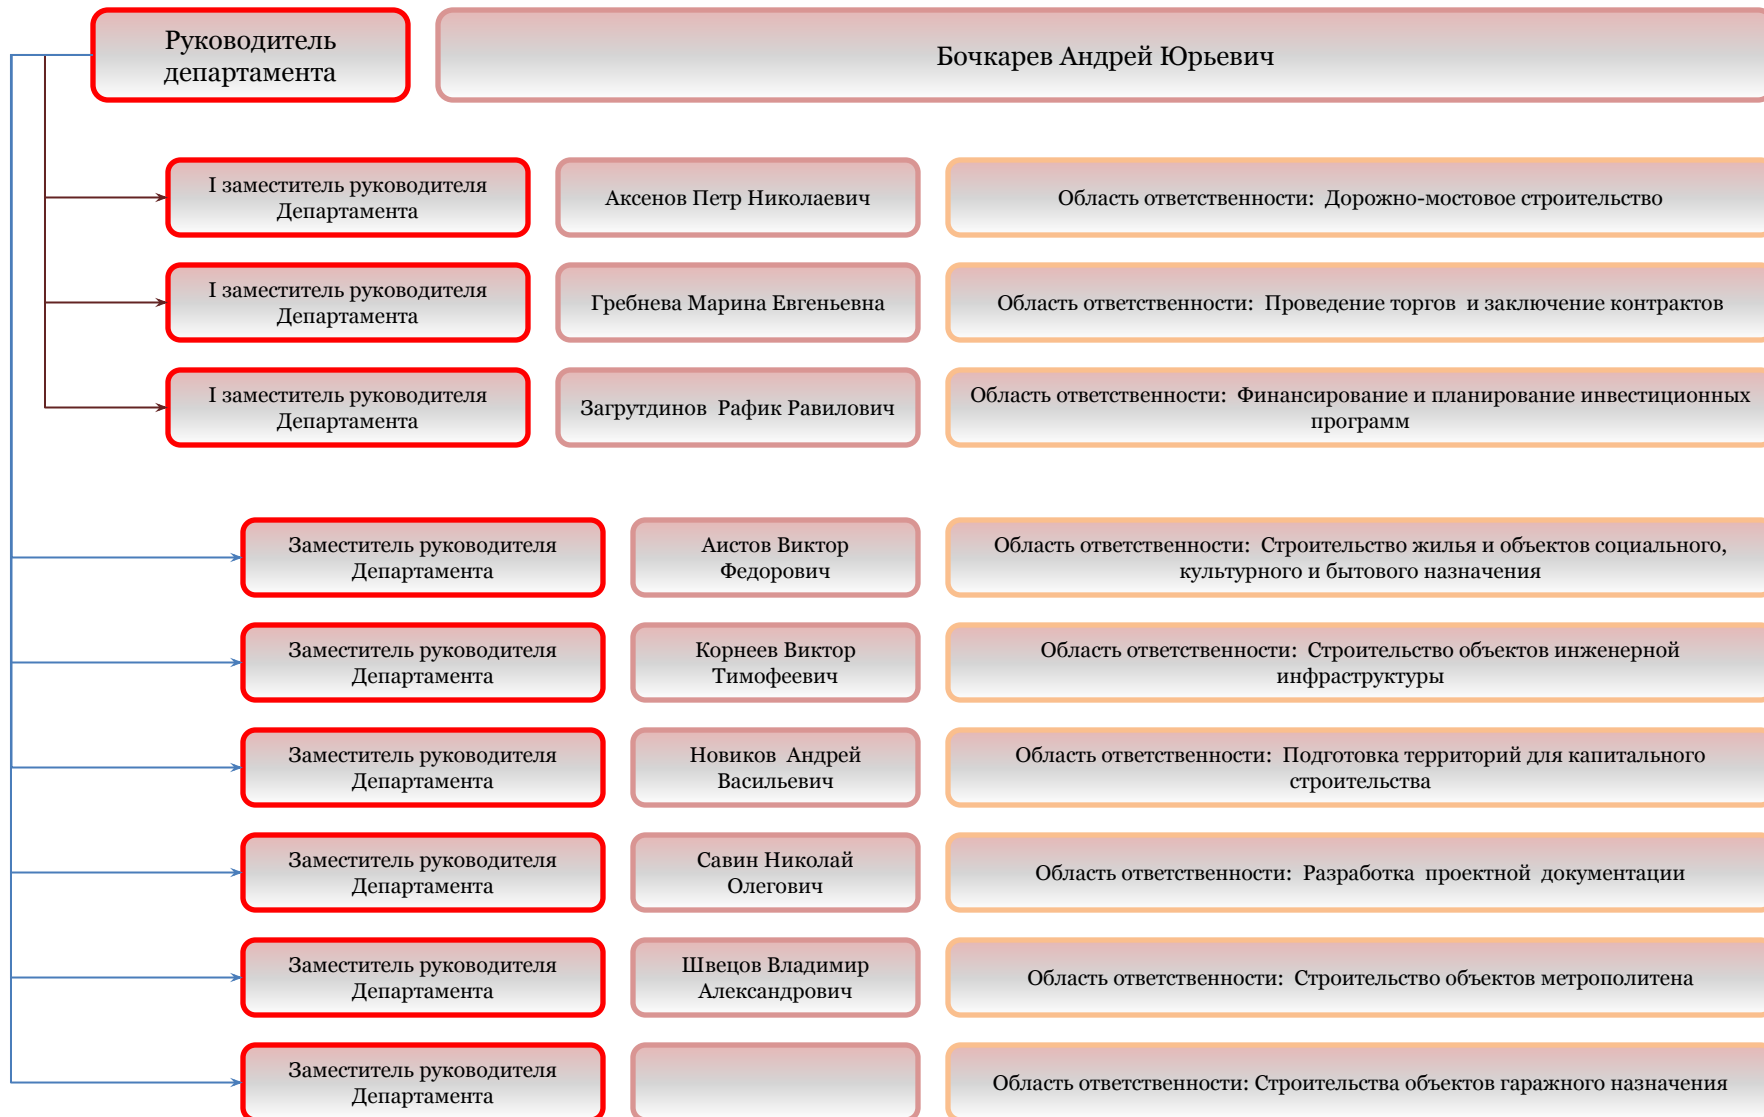 Руководитель
департамента
Бочкарев Андрей Юрьевич
I заместитель руководителя
Департамента
Аксенов Петр Николаевич
Область ответственности:  Дорожно-мостовое строительство
I заместитель руководителя
Департамента
Гребнева Марина Евгеньевна
Область ответственности:  Проведение торгов  и заключение контрактов
I заместитель руководителя
Департамента
Загрутдинов  Рафик Равилович
Область ответственности:  Финансирование и планирование инвестиционных
программ
Заместитель руководителя
Департамента
Аистов Виктор
Федорович
Область ответственности:  Строительство жилья и объектов социального,
культурного и бытового назначения
Заместитель руководителя
Департамента
Корнеев Виктор
Тимофеевич
Область ответственности:  Строительство объектов инженерной
инфраструктуры
Заместитель руководителя
Департамента
Новиков  Андрей
Васильевич
Область ответственности:  Подготовка территорий для капитального
строительства
Заместитель руководителя
Департамента
Савин Николай
Олегович
Область ответственности:  Разработка  проектной  документации
Заместитель руководителя
Департамента
Швецов Владимир
Александрович
Область ответственности:  Строительство объектов метрополитена
Заместитель руководителя
Департамента
Область ответственности: Строительства объектов гаражного назначения